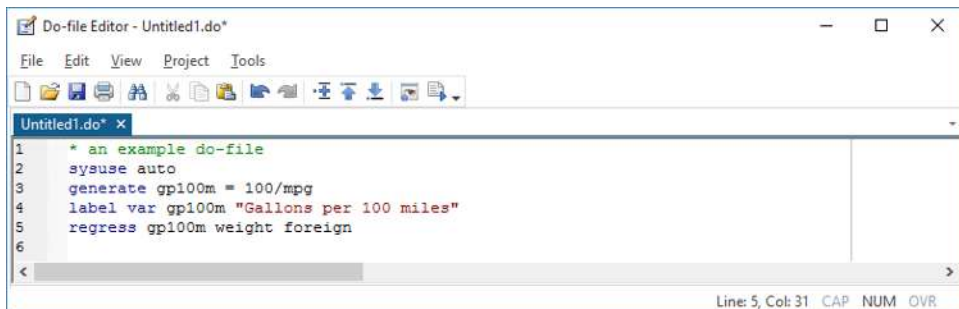 Do-file Editor - Untitled1.do*
File Edit View Project Tools
Untitled1.do* ×
1 * an example do-file
2 sysuse auto
3 generate gp100m = 100/mpg
4 label var gp100m "Gallons per 100 miles"
5 regress gp100m weight foreign
6
Line: 5, Col: 31 CAP NUM OVR